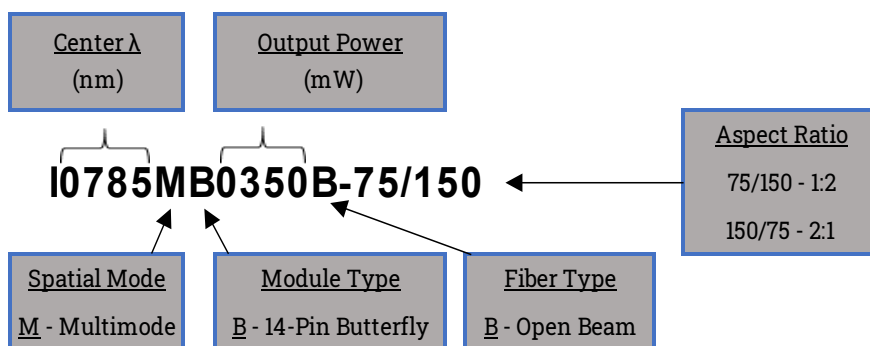 Center λ
(nm)
Output Power
(mW)
I0785MB0350B-75/150
Aspect Ratio
75/150 - 1:2
150/75 - 2:1
Spatial Mode
M - Multimode
Module Type
B - 14-Pin Butterfly
Fiber Type
B - Open Beam